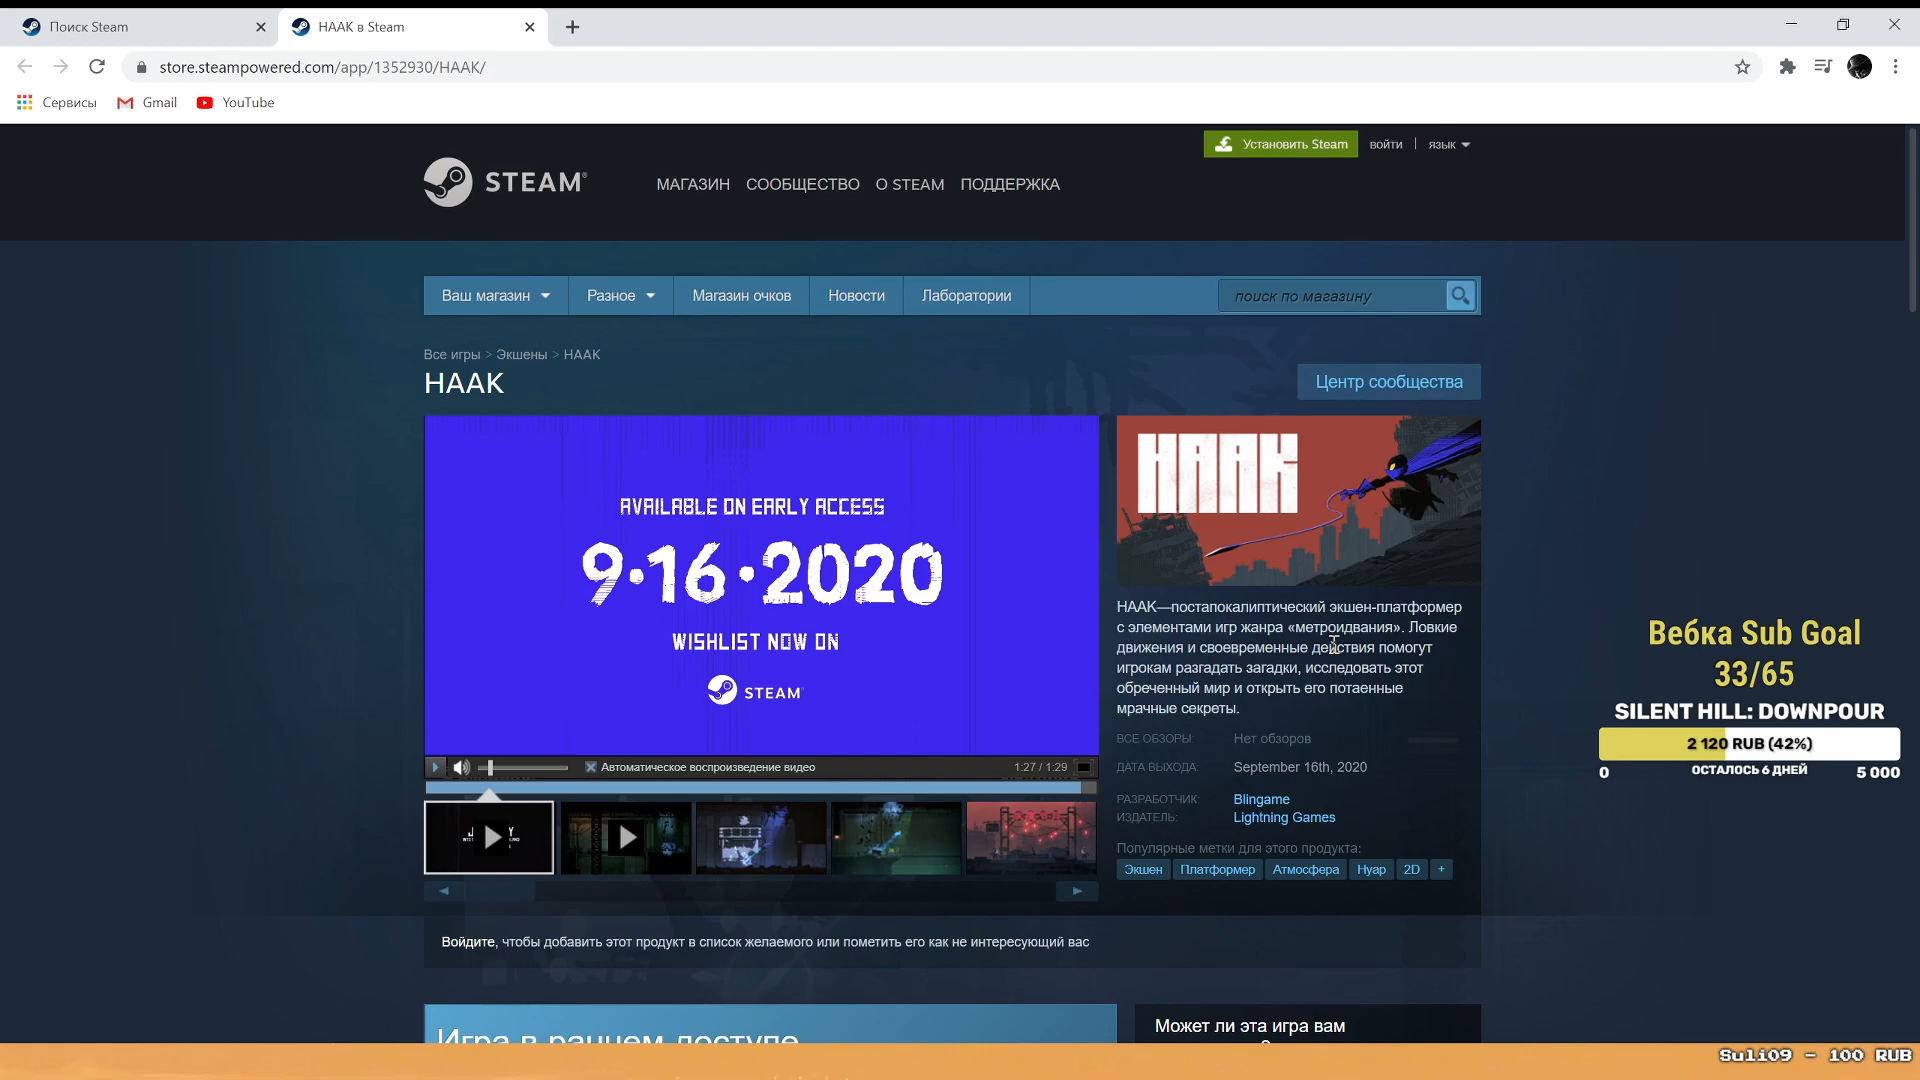 Поиск Steam
HAAK в Steam
store.steampowered.com/app/1352930/HAAK/
Сервисы
Gmail
YouTube
Установить Steam
войти
язык
STEAM
МАГАЗИН
СООБЩЕСТВО
О STEAM
ПОДДЕРЖКА
Ваш магазин
Разное
Магазин очков
Новости
Лаборатории
поиск по магазину
Все игры > Экшены > HAAK
HAAK
Центр сообщества
AVAILABLE ON EARLY ACCESS
9·16·2020
WISHLIST NOW ON
STEAM
Автоматическое воспроизведение видео
1:27 / 1:29
HAAK
HAAK—постапокалиптический экшен-платформер
с элементами игр жанра «метроидвания». Ловкие
движения и своевременные действия помогут
игрокам разгадать загадки, исследовать этот
обреченный мир и открыть его потаенные
мрачные секреты.
ВСЕ ОБЗОРЫ: Нет обзоров
ДАТА ВЫХОДА: September 16th, 2020
РАЗРАБОТЧИК: Blingame
ИЗДАТЕЛЬ: Lightning Games
Популярные метки для этого продукта:
Экшен Платформер Атмосфера Нуар 2D +
Войдите, чтобы добавить этот продукт в список желаемого или пометить его как не интересующий вас
Игра в раннем доступе
Может ли эта игра вам
Вебка Sub Goal
33/65
SILENT HILL: DOWNPOUR
2 120 RUB (42%)
0
ОСТАЛОСЬ 6 ДНЕЙ
5 000
Suli09 - 100 RUB